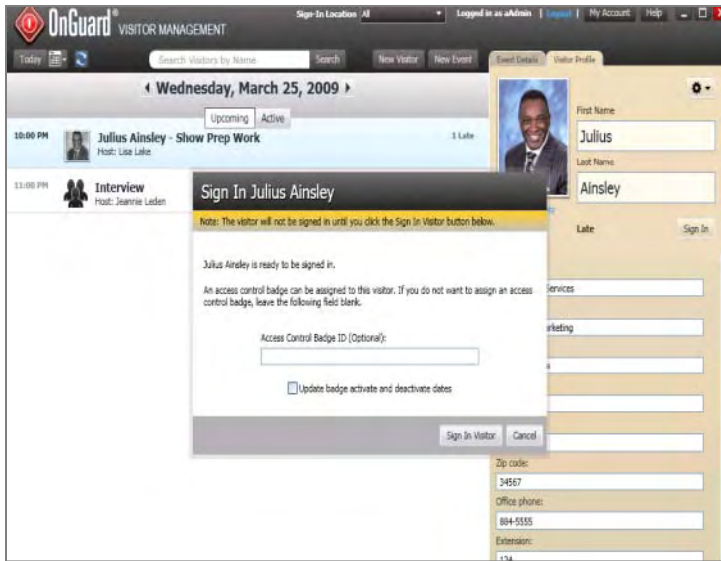 OnGuard® VISITOR MANAGEMENT
Sign-In Location All
Logged in as aAdmin | Logout | My Account Help
Today
Search Visitors by Name
Search
New Visitor
New Event
Event Details
Visitor Profile
Wednesday, March 25, 2009
Upcoming Active
10:00 PM
Julius Ainsley - Show Prep Work
1 Late
Host: Lisa Lake
11:00 PM
Interview
Host: Jeannie Leden
First Name
Julius
Last Name
Ainsley
Late
Sign In
Sign In Julius Ainsley
Note: The visitor will not be signed in until you click the Sign In Visitor button below.
Julius Ainsley is ready to be signed in.
An access control badge can be assigned to this visitor. If you do not want to assign an access
control badge, leave the following field blank.
Access Control Badge ID (Optional):
Update badge activate and deactivate dates
Sign In Visitor
Cancel
Services
Zip code:
34567
Office phone:
884-5555
Extension: